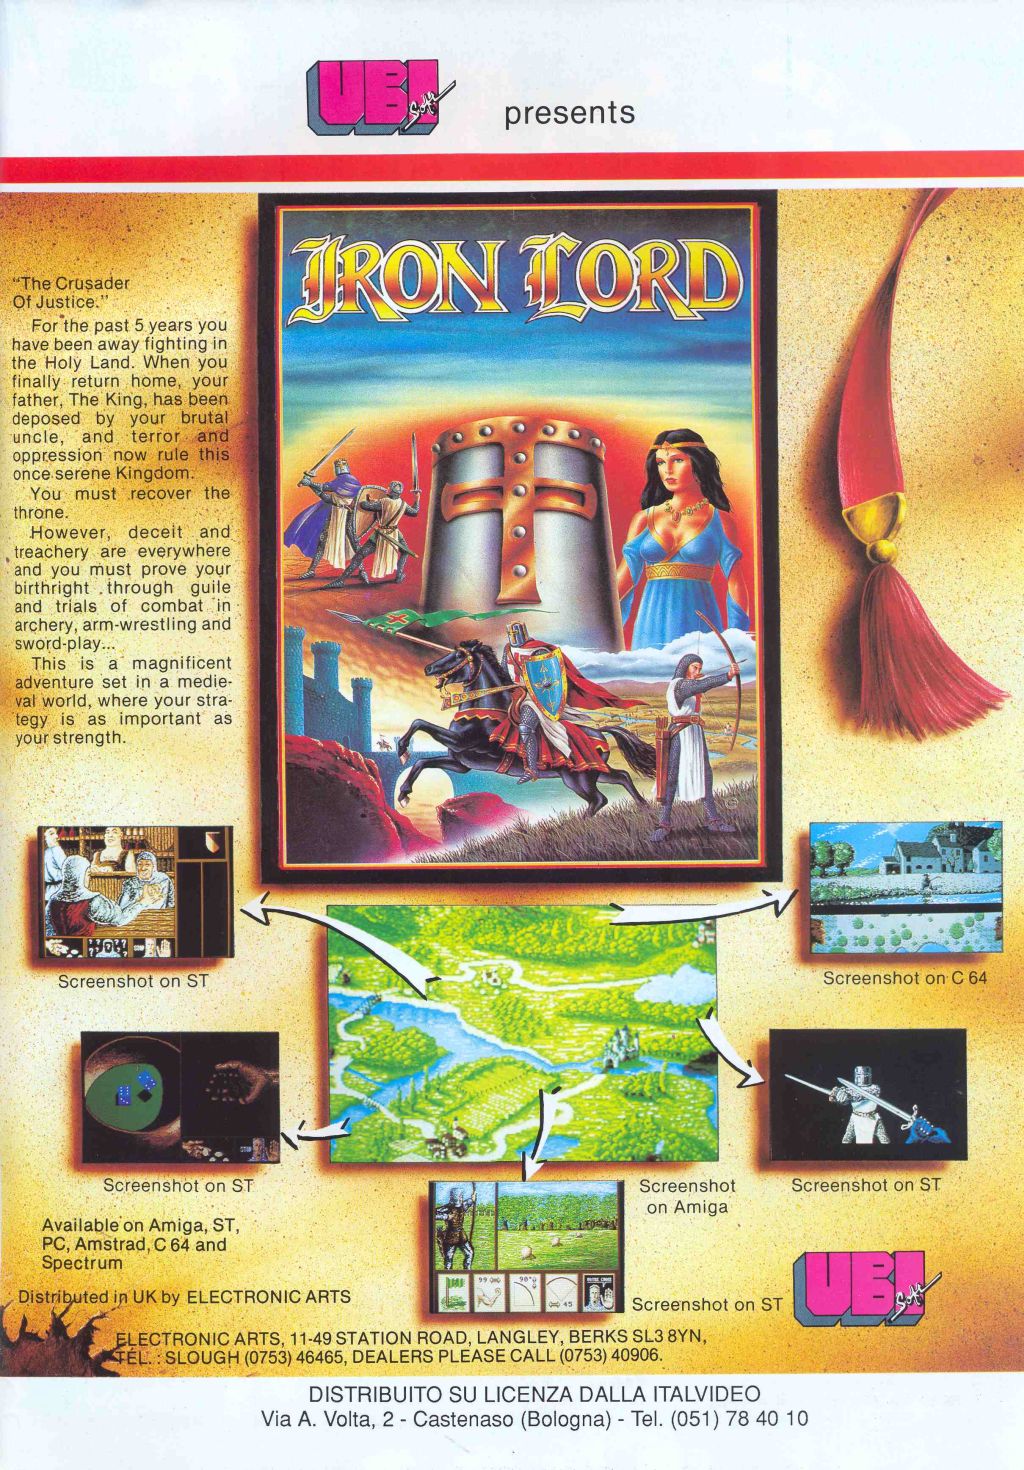 UBI Soft
presents
IRON LORD
“The Crusader
Of Justice.”
For the past 5 years you
have been away fighting in
the Holy Land. When you
finally return home, your
father, The King, has been
deposed by your brutal
uncle, and terror and
oppression now rule this
once serene Kingdom.
You must recover the
throne.
However, deceit and
treachery are everywhere
and you must prove your
birthright through guile
and trials of combat in
archery, arm-wrestling and
sword-play...
This is a magnificent
adventure set in a medie-
val world, where your stra-
tegy is as important as
your strength.
STOP
Screenshot on ST
Screenshot on C 64
STOP
Screenshot on ST
Screenshot on ST
Screenshot
on Amiga
99
90°
45
Screenshot on ST
Available on Amiga, ST,
PC, Amstrad, C 64 and
Spectrum
UBI Soft
Distributed in UK by ELECTRONIC ARTS
ELECTRONIC ARTS, 11-49 STATION ROAD, LANGLEY, BERKS SL3 8YN,
TEL. : SLOUGH (0753) 46465, DEALERS PLEASE CALL (0753) 40906.
DISTRIBUITO SU LICENZA DALLA ITALVIDEO
Via A. Volta, 2 - Castenaso (Bologna) - Tel. (051) 78 40 10